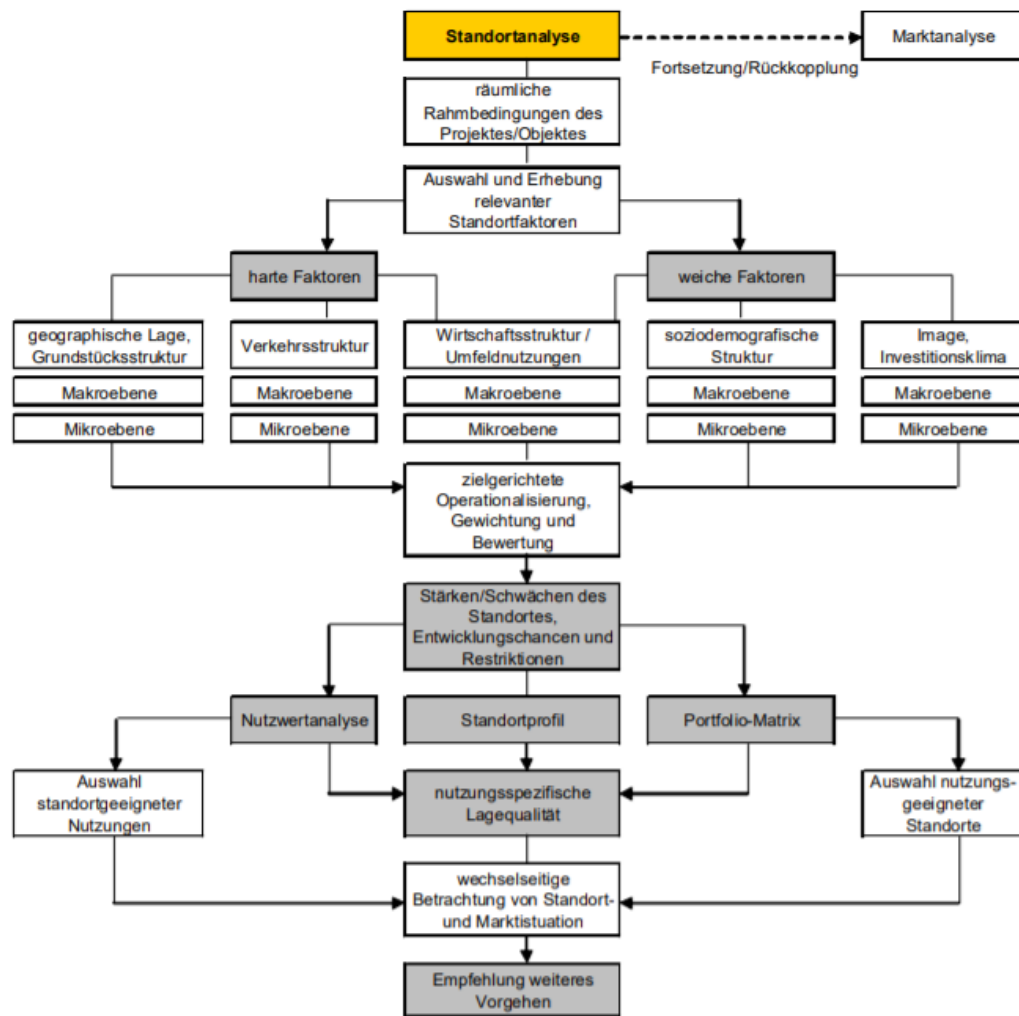 Standortanalyse
Marktanalyse
Fortsetzung/Rückkopplung
räumliche
Rahmbedingungen des
Projektes/Objektes
Auswahl und Erhebung
relevanter
Standortfaktoren
harte Faktoren
weiche Faktoren
geographische Lage,
Grundstücksstruktur
Verkehrsstruktur
Wirtschaftsstruktur /
Umfeldnutzungen
soziodemografische
Struktur
Image,
Investitionsklima
Makroebene
Makroebene
Makroebene
Makroebene
Makroebene
Mikroebene
Mikroebene
Mikroebene
Mikroebene
Mikroebene
zielgerichtete
Operationalisierung,
Gewichtung und
Bewertung
Stärken/Schwächen des
Standortes,
Entwicklungschancen und
Restriktionen
Nutzwertanalyse
Standortprofil
Portfolio-Matrix
Auswahl
standortgeeigneter
Nutzungen
nutzungsspezifische
Lagequalität
Auswahl nutzungs-
geeigneter
Standorte
wechselseitige
Betrachtung von Standort-
und Marktistuation
Empfehlung weiteres
Vorgehen